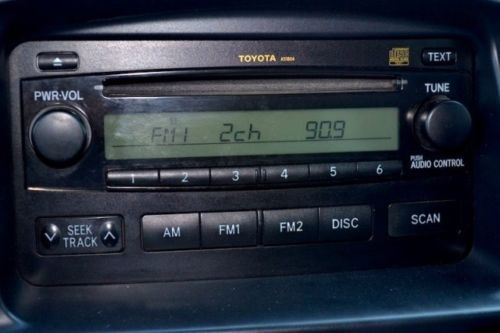 TOYOTA
TEXT
PWR·VOL
TUNE
FM1 2ch 90.9
1 2 3 4 5 6
PUSH
AUDIO CONTROL
SEEK
TRACK
AM FM1 FM2 DISC SCAN